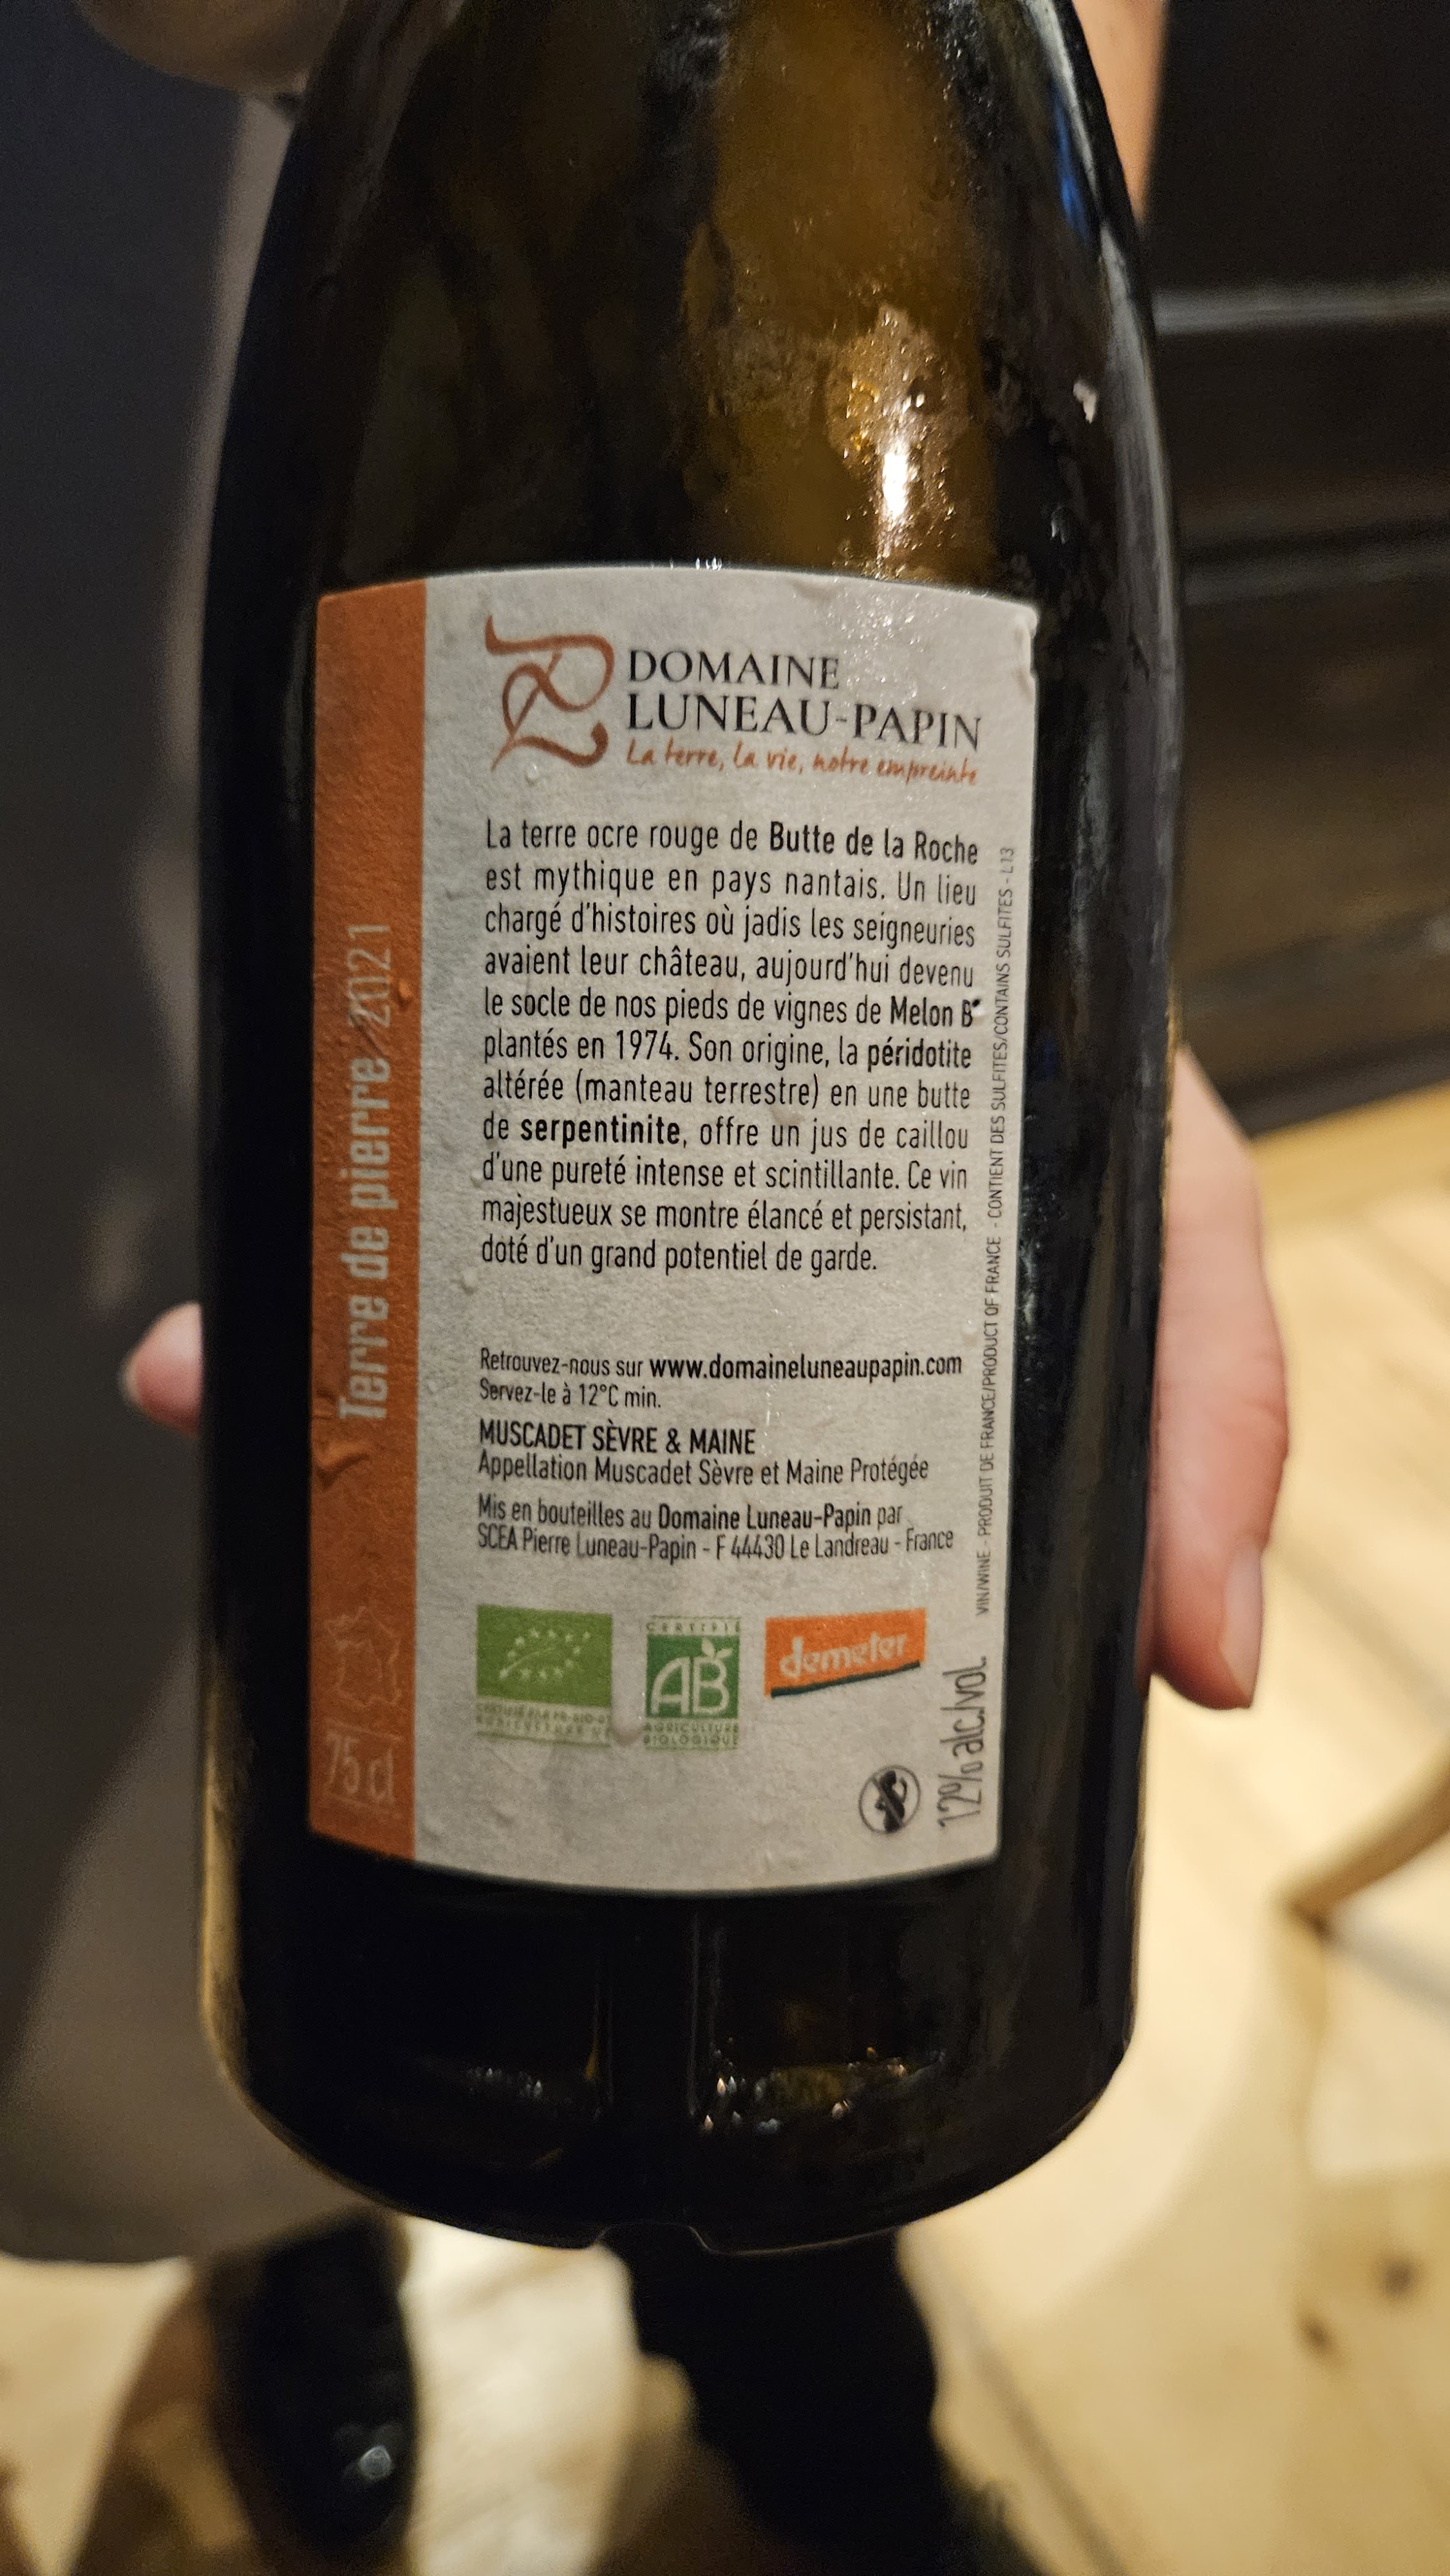 DOMAINE
LUNEAU-PAPIN
La terre, la vie, notre empreinte
La terre ocre rouge de Butte de la Roche
est mythique en pays nantais. Un lieu
chargé d'histoires où jadis les seigneuries
avaient leur château, aujourd'hui devenu
le socle de nos pieds de vignes de Melon B*
plantés en 1974. Son origine, la péridotite
altérée (manteau terrestre) en une butte
de serpentinite, offre un jus de caillou
d'une pureté intense et scintillante. Ce vin
majestueux se montre élancé et persistant,
doté d'un grand potentiel de garde.
Retrouvez-nous sur www.domaineluneaupapin.com
Servez-le à 12°C min.
MUSCADET SÈVRE & MAINE
Appellation Muscadet Sèvre et Maine Protégée
Mis en bouteilles au Domaine Luneau-Papin par
SCEA Pierre Luneau-Papin - F 44430 Le Landreau - France
CERTIFIÉ
AB
AGRICULTURE
BIOLOGIQUE
demeter
Terre de pierre 2021
75 cl
VIN/WINE - PRODUIT DE FRANCE/PRODUCT OF FRANCE - CONTIENT DES SULFITES/CONTAINS SULFITES - L13
12% alc./vol.